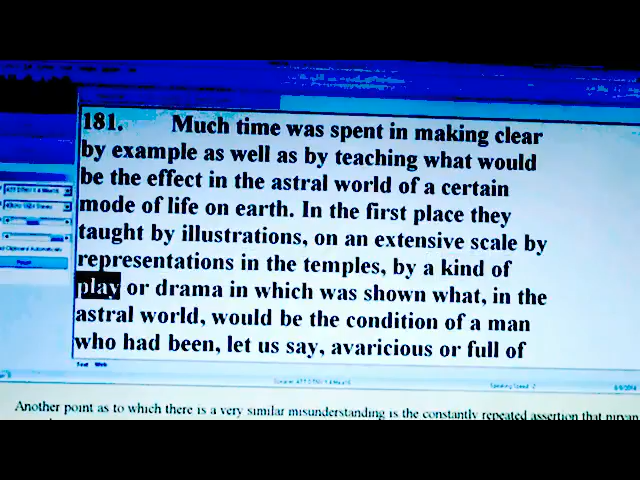 181. Much time was spent in making clear
by example as well as by teaching what would
be the effect in the astral world of a certain
mode of life on earth. In the first place they
taught by illustrations, on an extensive scale by
representations in the temples, by a kind of
play or drama in which was shown what, in the
astral world, would be the condition of a man
who had been, let us say, avaricious or full of
Another point as to which there is a very similar misunderstanding is the constantly repeated assertion that nirvan